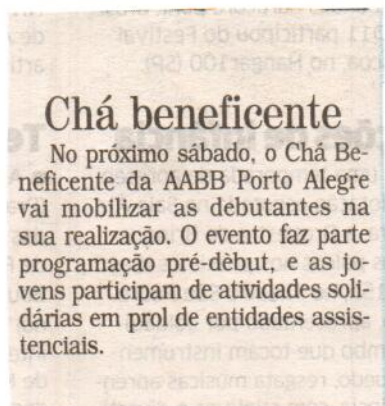 Chá beneficente
No próximo sábado, o Chá Be-
neficente da AABB Porto Alegre
vai mobilizar as debutantes na
sua realização. O evento faz parte
programação pré-dèbut, e as jo-
vens participam de atividades soli-
dárias em prol de entidades assis-
tenciais.